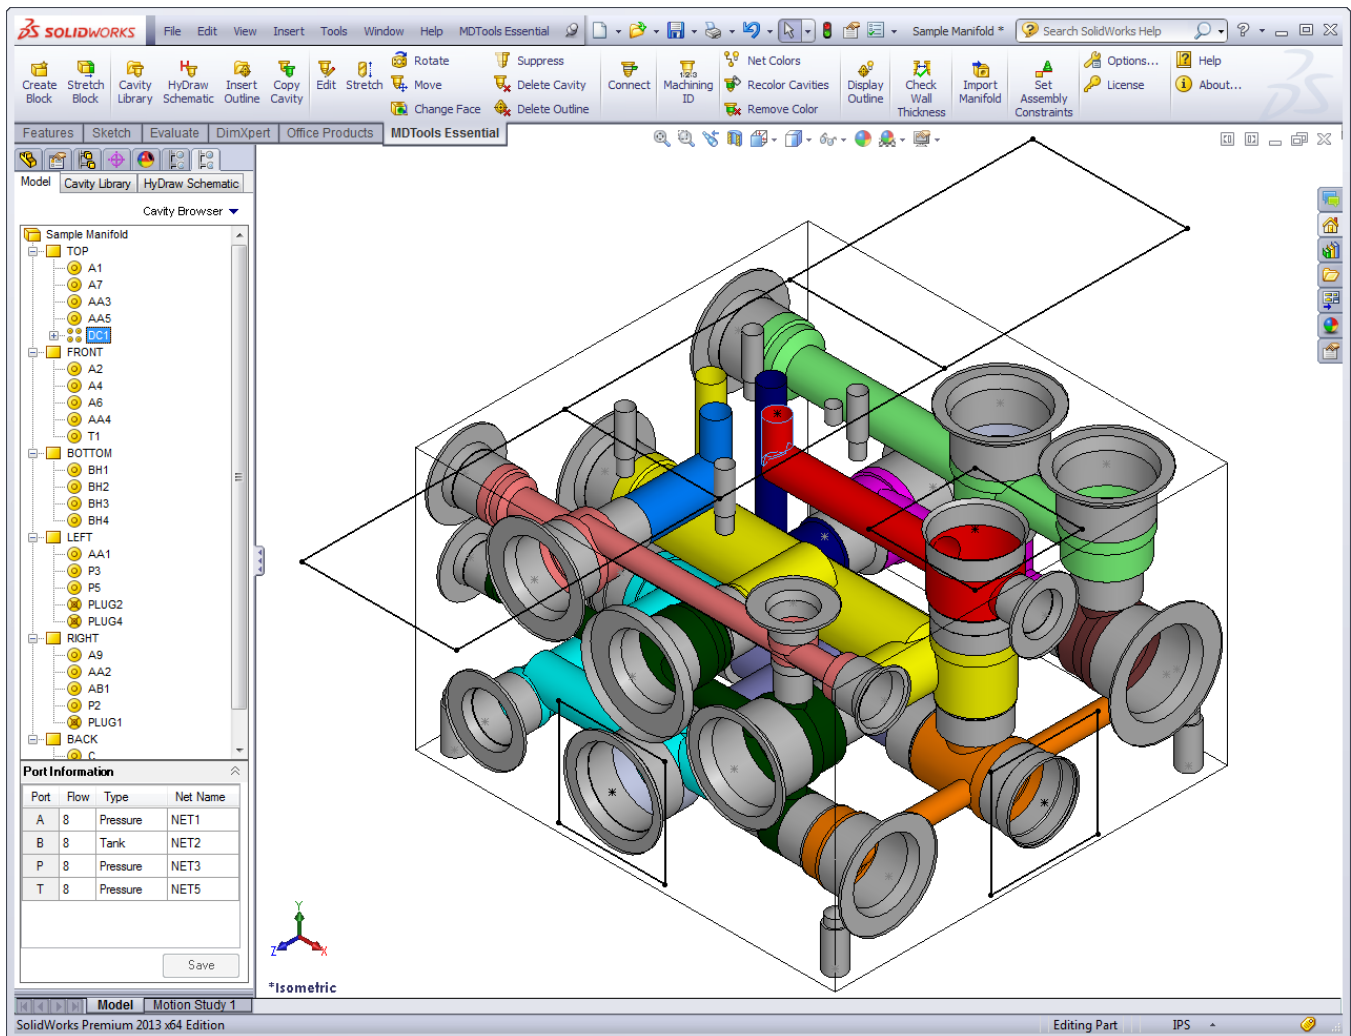 SOLIDWORKS File Edit View Insert Tools Window Help MDTools Essential Sample Manifold * Search SolidWorks Help ?
Create Block Stretch Block Cavity Library HyDraw Schematic Insert Outline Copy Cavity Edit Stretch Rotate Move Change Face Suppress Delete Cavity Delete Outline Connect Machining ID Net Colors Recolor Cavities Remove Color Display Outline Check Wall Thickness Import Manifold Set Assembly Constraints Options... License Help About...
Features Sketch Evaluate DimXpert Office Products MDTools Essential
Model Cavity Library HyDraw Schematic
Cavity Browser
Sample Manifold
TOP
A1
A7
AA3
AA5
DC1
FRONT
A2
A4
A6
AA4
T1
BOTTOM
BH1
BH2
BH3
BH4
LEFT
AA1
P3
P5
PLUG2
PLUG4
RIGHT
A9
AA2
AB1
P2
PLUG1
BACK
C
Port Information
Port Flow Type Net Name
A 8 Pressure NET1
B 8 Tank NET2
P 8 Pressure NET3
T 8 Pressure NET5
Save
Y
Z X
*Isometric
Model Motion Study 1
SolidWorks Premium 2013 x64 Edition Editing Part IPS